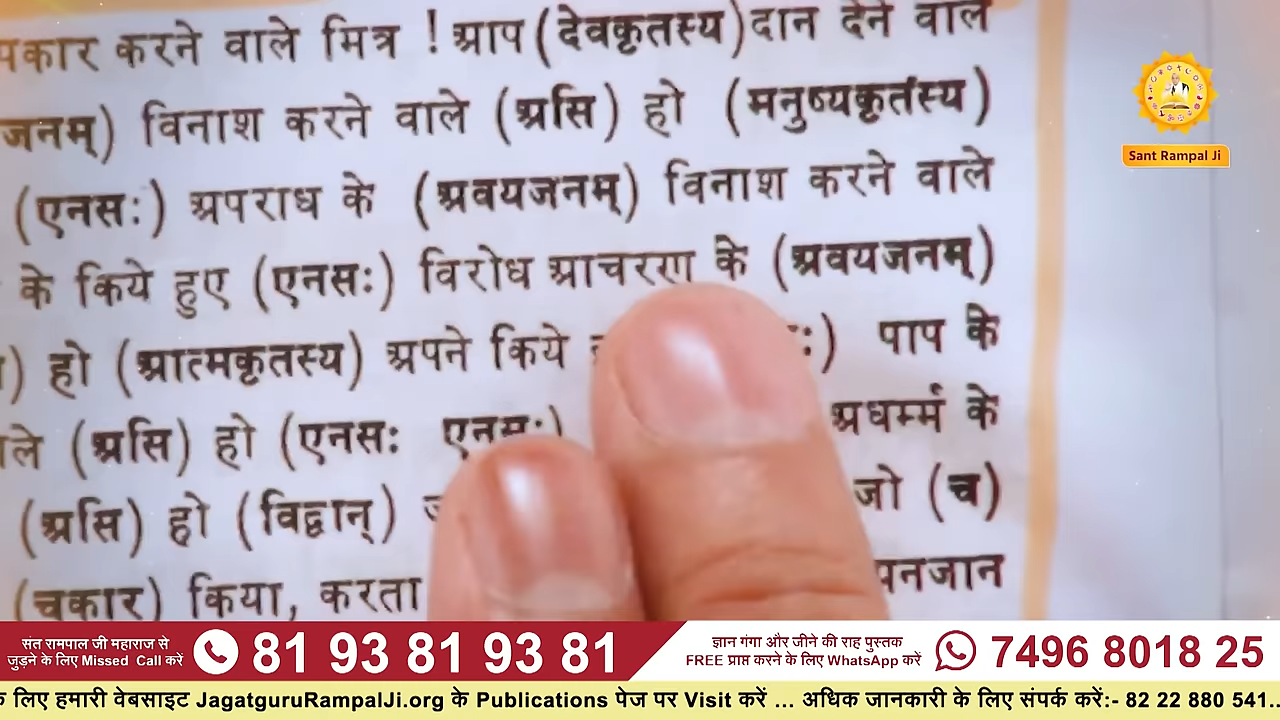 पकार करने वाले मित्र ! आप (देवकृतस्य) दान देने वाले
जनम्) विनाश करने वाले (असि) हो (मनुष्यकृतस्य)
(एनसः) अपराध के (अवयजनम्) विनाश करने वाले
के किये हुए (एनसः) विरोध आचरण के (अवयजनम्)
) हो (आत्मकृतस्य) अपने किये :) पाप के
ले (असि) हो (एनसः एनसः) अधर्म्म के
(असि) हो (विद्वान्) जो (च)
(चकार) किया, करता अनजान
Sant Rampal Ji
संत रामपाल जी महाराज से
जुड़ने के लिए Missed Call करें
81 93 81 93 81
ज्ञान गंगा और जीने की राह पुस्तक
FREE प्राप्त करने के लिए WhatsApp करें
7496 8018 25
के लिए हमारी वेबसाइट JagatguruRampalJi.org के Publications पेज पर Visit करें ... अधिक जानकारी के लिए संपर्क करें:- 82 22 880 541..